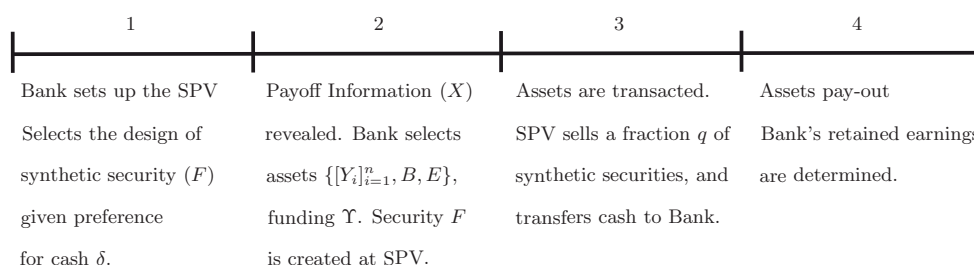 1
2
3
4
Bank sets up the SPV
Selects the design of
synthetic security (F)
given preference
for cash δ.
Payoff Information (X)
revealed. Bank selects
assets {[Y_i]_{i=1}^n, B, E},
funding Υ. Security F
is created at SPV.
Assets are transacted.
SPV sells a fraction q of
synthetic securities, and
transfers cash to Bank.
Assets pay-out
Bank's retained earnings
are determined.